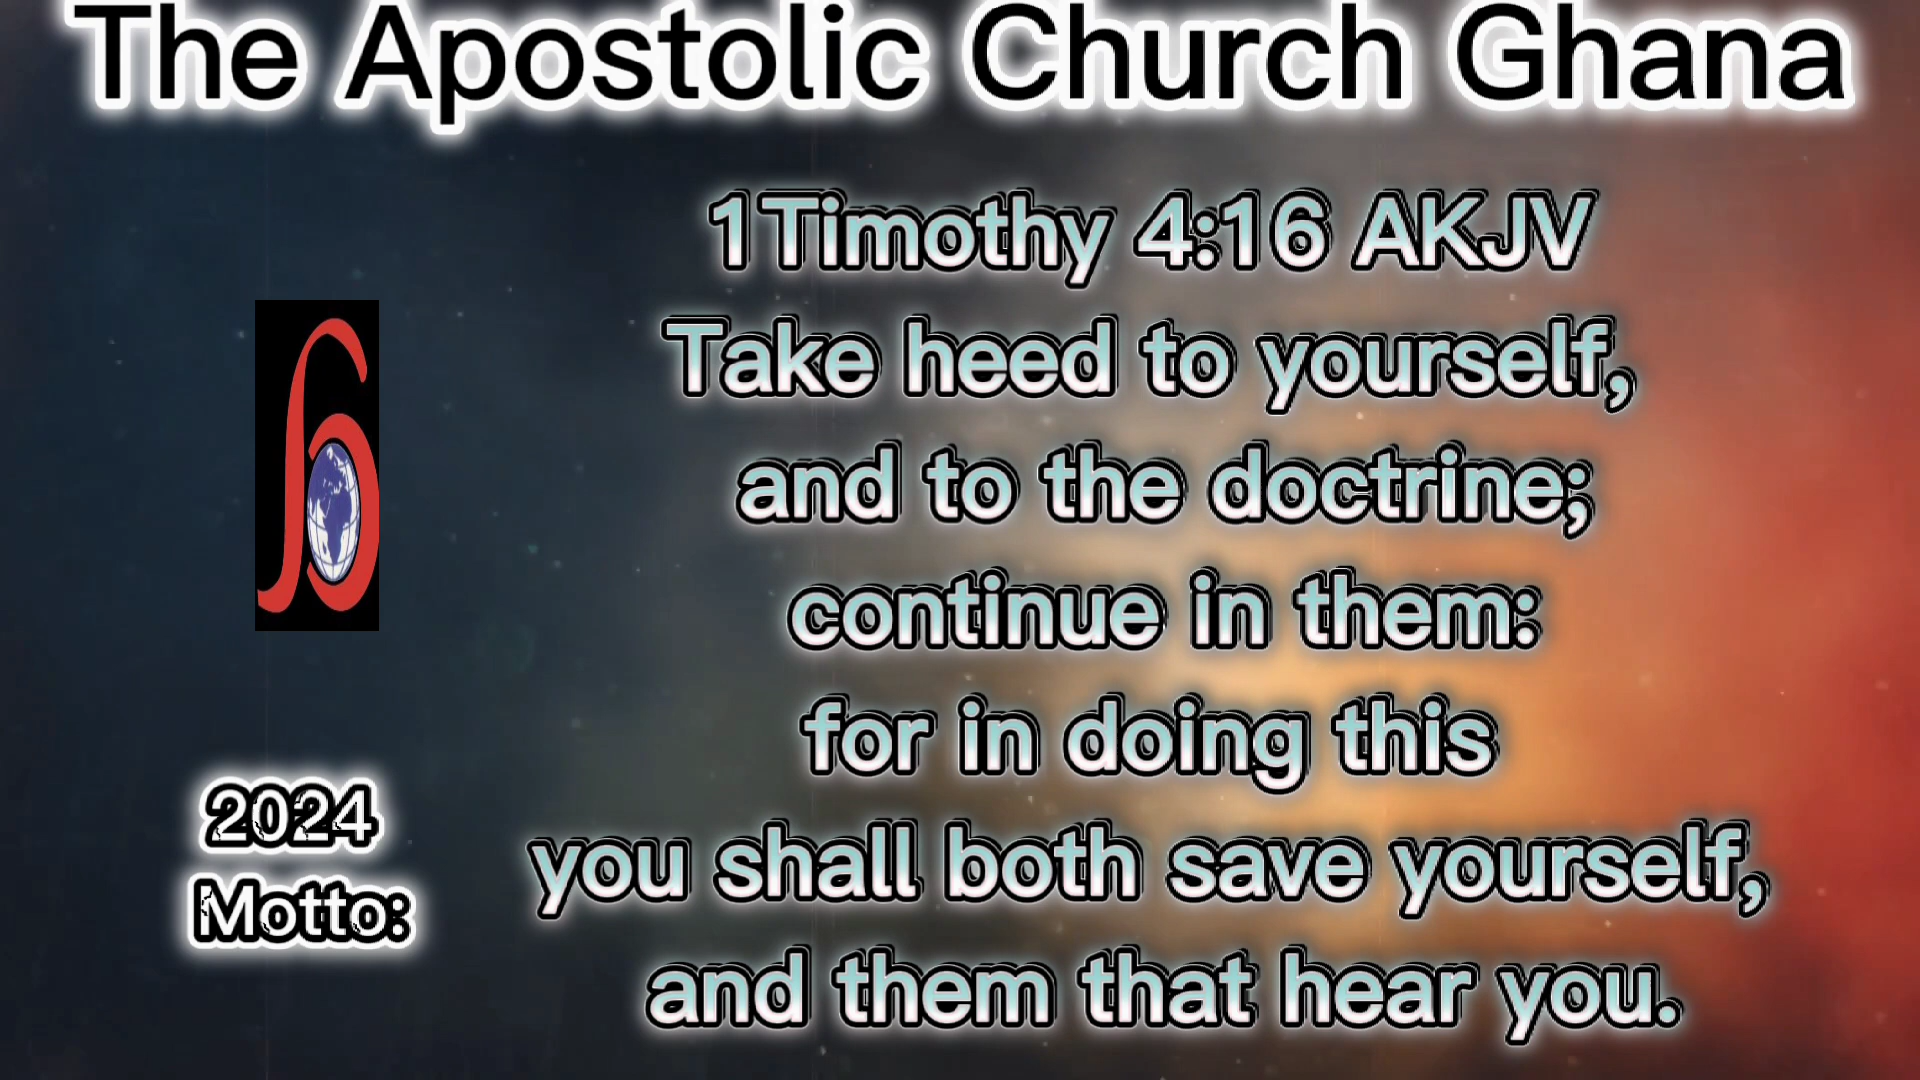 The Apostolic Church Ghana
1Timothy 4:16 AKJV
Take heed to yourself,
and to the doctrine;
continue in them:
for in doing this
you shall both save yourself,
and them that hear you.
2024
Motto: